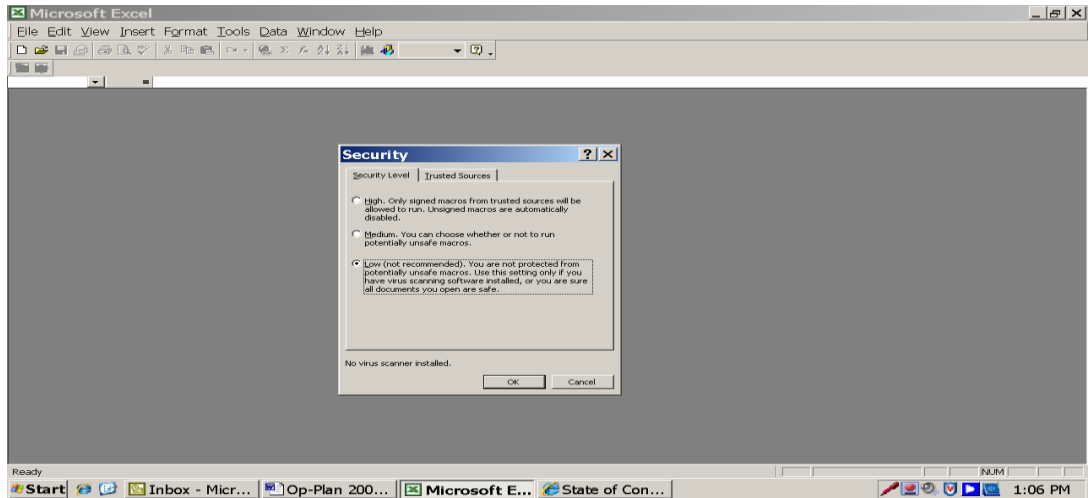 Microsoft Excel
File Edit View Insert Format Tools Data Window Help
=
Security
Security Level Trusted Sources
High. Only signed macros from trusted sources will be
allowed to run. Unsigned macros are automatically
disabled.
Medium. You can choose whether or not to run
potentially unsafe macros.
Low (not recommended). You are not protected from
potentially unsafe macros. Use this setting only if you
have virus scanning software installed, or you are sure
all documents you open are safe.
No virus scanner installed.
OK Cancel
Ready NUM
Start Inbox - Micr... Op-Plan 200... Microsoft E... State of Con... 1:06 PM